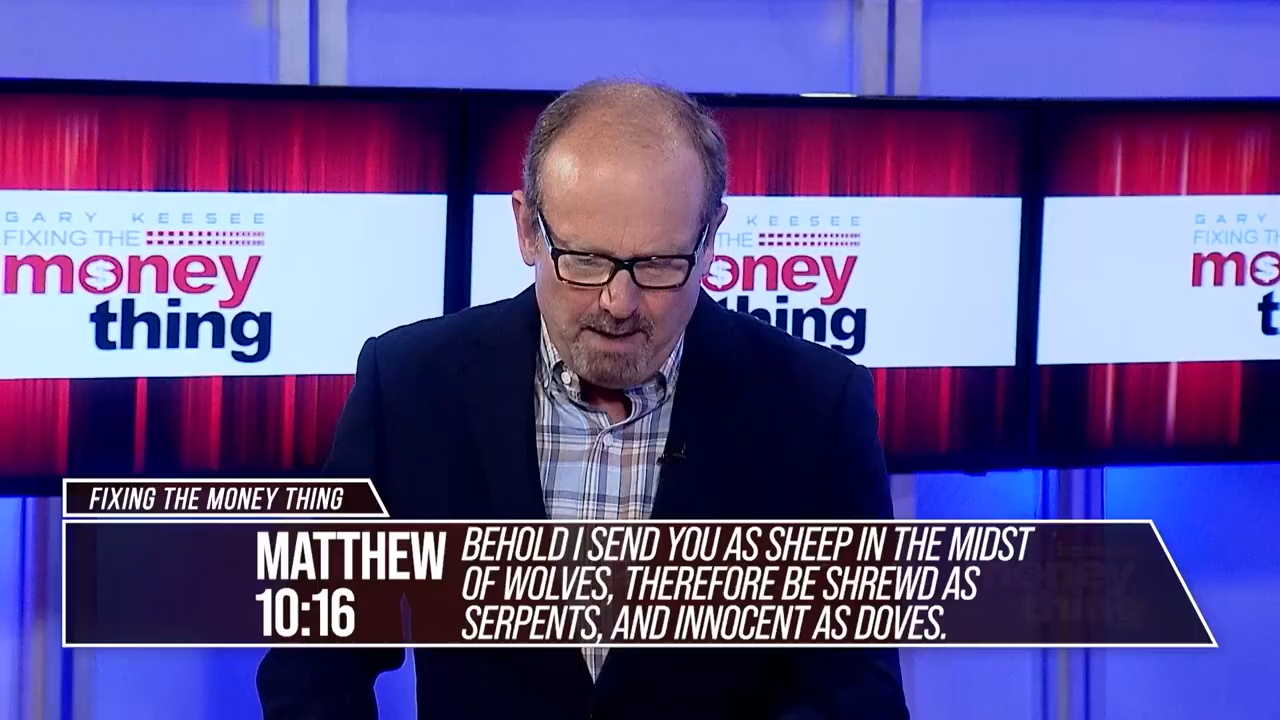 GARY KEESEE
FIXING THE
money
thing
KEESEE
THE
money
thing
GARY
FIXING
FIXING THE MONEY THING
MATTHEW
10:16
BEHOLD I SEND YOU AS SHEEP IN THE MIDST
OF WOLVES, THEREFORE BE SHREWD AS
SERPENTS, AND INNOCENT AS DOVES.